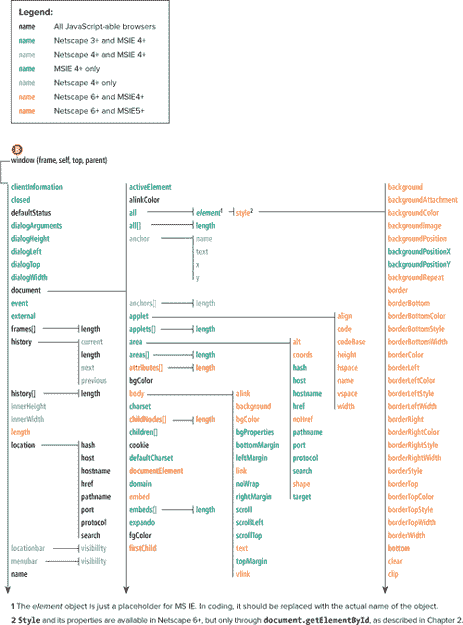 Legend:
name All JavaScript-able browsers
name Netscape 3+ and MSIE 4+
name Netscape 4+ and MSIE 4+
name MSIE 4+ only
name Netscape 4+ only
name Netscape 6+ and MSIE4+
name Netscape 6+ and MSIE5+
window (frame, self, top, parent)
clientInformation
closed
defaultStatus
dialogArguments
dialogHeight
dialogLeft
dialogTop
dialogWidth
document
event
external
frames[] length
history current
length
next
previous
history[] length
innerHeight
innerWidth
length
location hash
host
hostname
href
pathname
port
protocol
search
locationbar visibility
menubar visibility
name
activeElement
alinkColor
all element1 style2
all[] length
anchor name
text
x
y
anchors[] length
applet align
code
codeBase
height
hspace
name
vspace
width
applets[] length
area alt
coords
hash
host
hostname
href
noHref
pathname
port
protocol
search
shape
target
areas[] length
attributes[] length
bgColor
body alink
background
bgColor
bgProperties
bottomMargin
leftMargin
link
noWrap
rightMargin
scroll
scrollLeft
scrollTop
text
topMargin
vlink
charset
childNodes[] length
children[]
cookie
defaultCharset
documentElement
domain
embed
embeds[] length
expando
fgColor
firstChild
background
backgroundAttachment
backgroundColor
backgroundImage
backgroundPosition
backgroundPositionX
backgroundPositionY
backgroundRepeat
border
borderBottom
borderBottomColor
borderBottomStyle
borderBottomWidth
borderColor
borderLeft
borderLeftColor
borderLeftStyle
borderLeftWidth
borderRight
borderRightColor
borderRightStyle
borderRightWidth
borderStyle
borderTop
borderTopColor
borderTopStyle
borderTopWidth
borderWidth
bottom
clear
clip
1 The element object is just a placeholder for MS IE. In coding, it should be replaced with the actual name of the object.
2 Style and its properties are available in Netscape 6+, but only through document.getElementById, as described in Chapter 2.